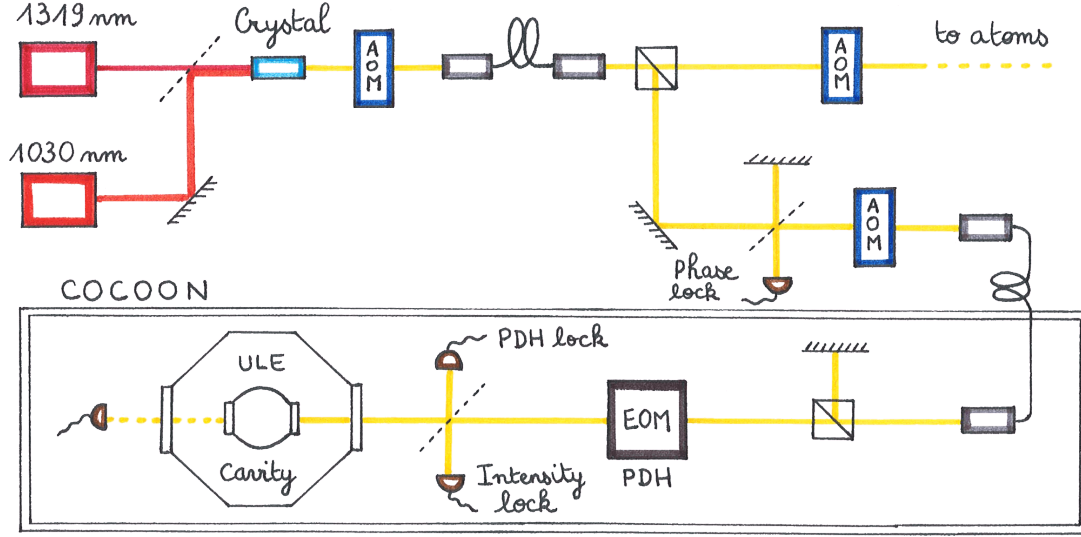 1319 nm
Crystal
AOM
AOM
to atoms
1030 nm
AOM
Phase
lock
COCOON
PDH lock
ULE
EOM
Cavity
Intensity
lock
PDH